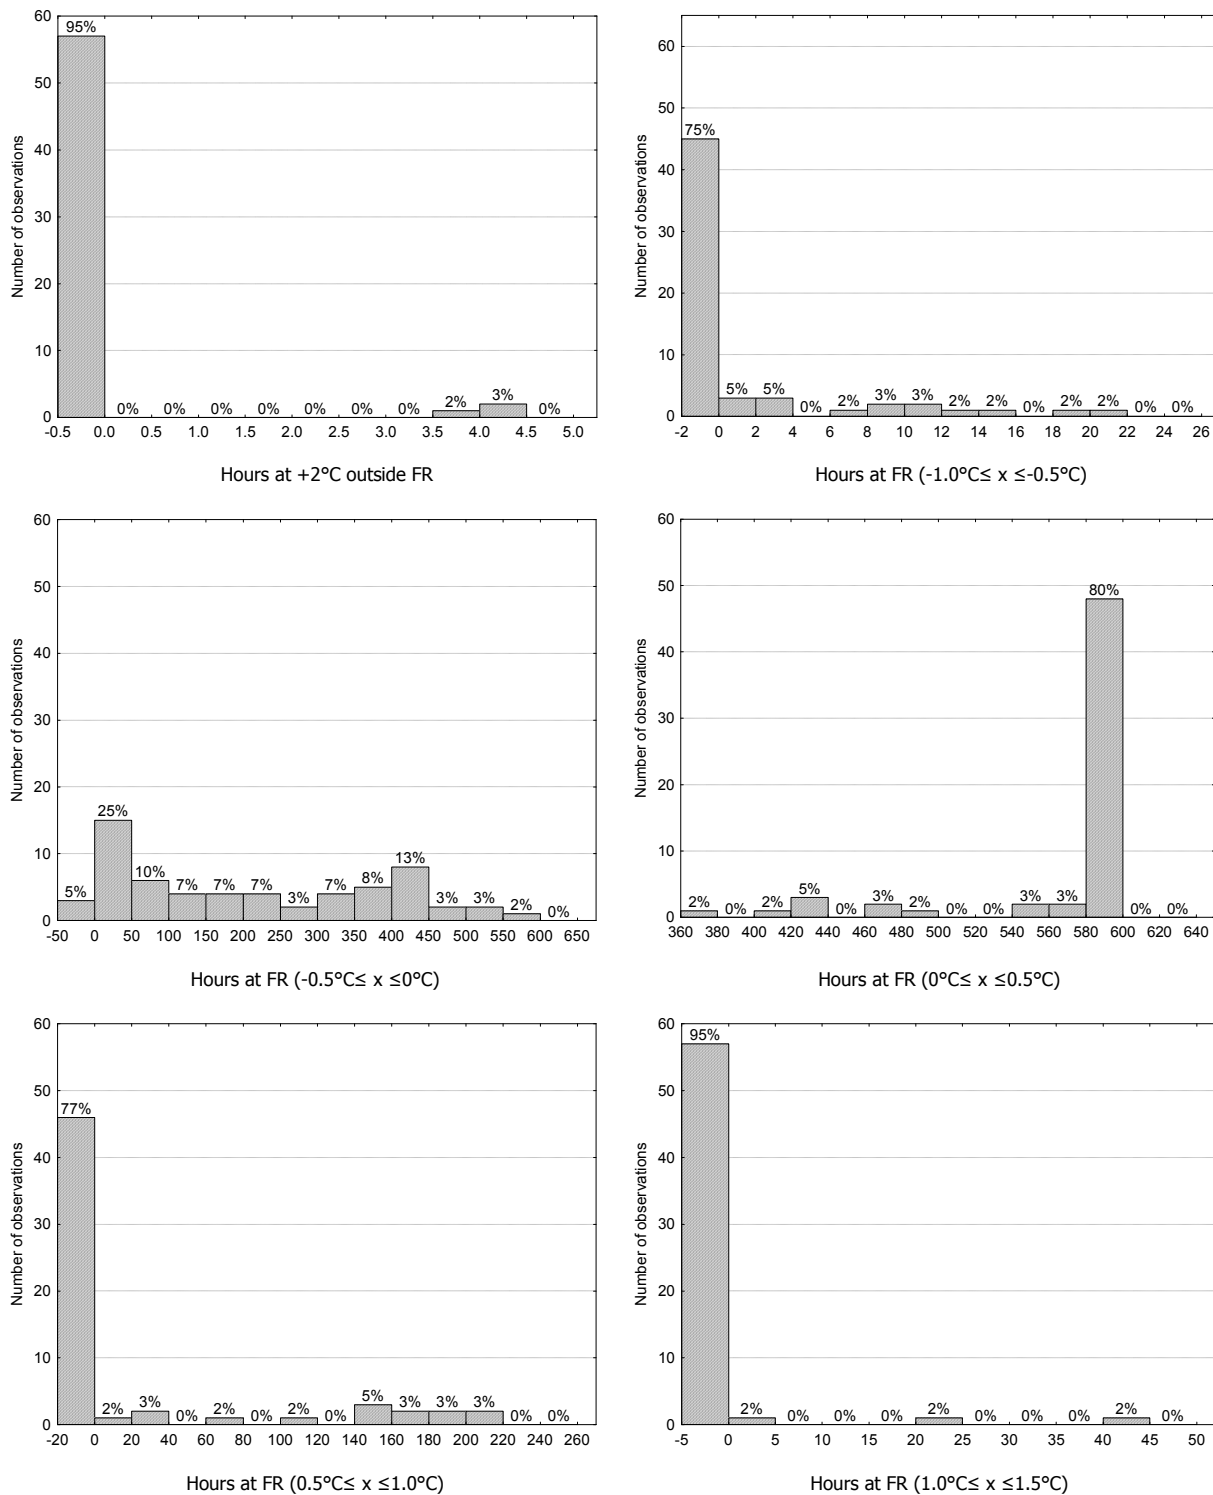 60
50
40
30
20
10
0
Number of observations
95%
0% 0% 0% 0% 0% 0% 0% 2% 3% 0%
-0.5 0.0 0.5 1.0 1.5 2.0 2.5 3.0 3.5 4.0 4.5 5.0
Hours at +2°C outside FR
60
50
40
30
20
10
0
Number of observations
75%
5% 5% 0% 2% 3% 3% 2% 2% 0% 2% 2% 0% 0%
-2 0 2 4 6 8 10 12 14 16 18 20 22 24 26
Hours at FR (-1.0°C≤ x ≤-0.5°C)
60
50
40
30
20
10
0
Number of observations
5% 25% 10% 7% 7% 7% 3% 7% 8% 13% 3% 3% 2% 0%
-50 0 50 100 150 200 250 300 350 400 450 500 550 600 650
Hours at FR (-0.5°C≤ x ≤0°C)
60
50
40
30
20
10
0
Number of observations
2% 0% 2% 5% 0% 3% 2% 0% 0% 3% 3% 80% 0% 0%
360 380 400 420 440 460 480 500 520 540 560 580 600 620 640
Hours at FR (0°C≤ x ≤0.5°C)
60
50
40
30
20
10
0
Number of observations
77%
2% 3% 0% 2% 0% 2% 0% 5% 3% 3% 3% 0% 0%
-20 0 20 40 60 80 100 120 140 160 180 200 220 240 260
Hours at FR (0.5°C≤ x ≤1.0°C)
60
50
40
30
20
10
0
Number of observations
95%
2% 0% 0% 0% 2% 0% 0% 0% 2% 0%
-5 0 5 10 15 20 25 30 35 40 45 50
Hours at FR (1.0°C≤ x ≤1.5°C)